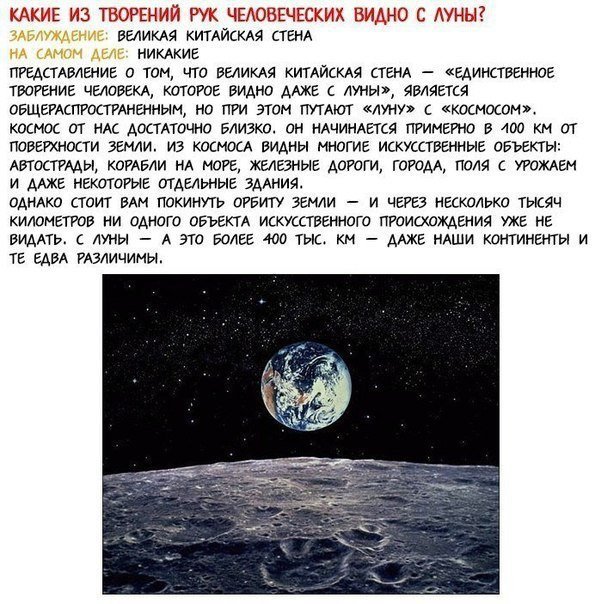 КАКИЕ ИЗ ТВОРЕНИЙ РУК ЧЕЛОВЕЧЕСКИХ ВИДНО С ЛУНЫ?
ЗАБЛУЖДЕНИЕ: ВЕЛИКАЯ КИТАЙСКАЯ СТЕНА
НА САМОМ ДЕЛЕ: НИКАКИЕ
ПРЕДСТАВЛЕНИЕ О ТОМ, ЧТО ВЕЛИКАЯ КИТАЙСКАЯ СТЕНА — «ЕДИНСТВЕННОЕ
ТВОРЕНИЕ ЧЕЛОВЕКА, КОТОРОЕ ВИДНО ДАЖЕ С ЛУНЫ», ЯВЛЯЕТСЯ
ОБЩЕРАСПРОСТРАНЕННЫМ, НО ПРИ ЭТОМ ПУТАЮТ «ЛУНУ» С «КОСМОСОМ».
КОСМОС ОТ НАС ДОСТАТОЧНО БЛИЗКО. ОН НАЧИНАЕТСЯ ПРИМЕРНО В 100 КМ ОТ
ПОВЕРХНОСТИ ЗЕМЛИ. ИЗ КОСМОСА ВИДНЫ МНОГИЕ ИСКУССТВЕННЫЕ ОБЪЕКТЫ:
АВТОСТРАДЫ, КОРАБЛИ НА МОРЕ, ЖЕЛЕЗНЫЕ ДОРОГИ, ГОРОДА, ПОЛЯ С УРОЖАЕМ
И ДАЖЕ НЕКОТОРЫЕ ОТДЕЛЬНЫЕ ЗДАНИЯ.
ОДНАКО СТОИТ ВАМ ПОКИНУТЬ ОРБИТУ ЗЕМЛИ — И ЧЕРЕЗ НЕСКОЛЬКО ТЫСЯЧ
КИЛОМЕТРОВ НИ ОДНОГО ОБЪЕКТА ИСКУССТВЕННОГО ПРОИСХОЖДЕНИЯ УЖЕ НЕ
ВИДАТЬ. С ЛУНЫ — А ЭТО БОЛЕЕ 400 ТЫС. КМ — ДАЖЕ НАШИ КОНТИНЕНТЫ И
ТЕ ЕДВА РАЗЛИЧИМЫ.